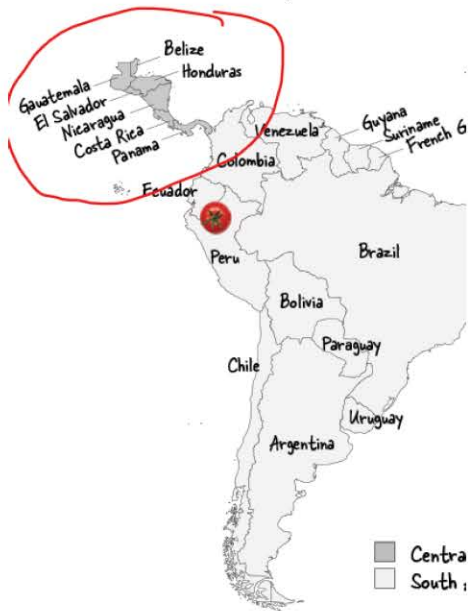 Belize
Honduras
Gauatemala
El Salvador
Nicaragua
Costa Rica
Panama
Venezuela
Guyana
Suriname
French G
Colombia
Ecuador
Peru
Brazil
Bolivia
Paraguay
Chile
Uruguay
Argentina
Centra
South